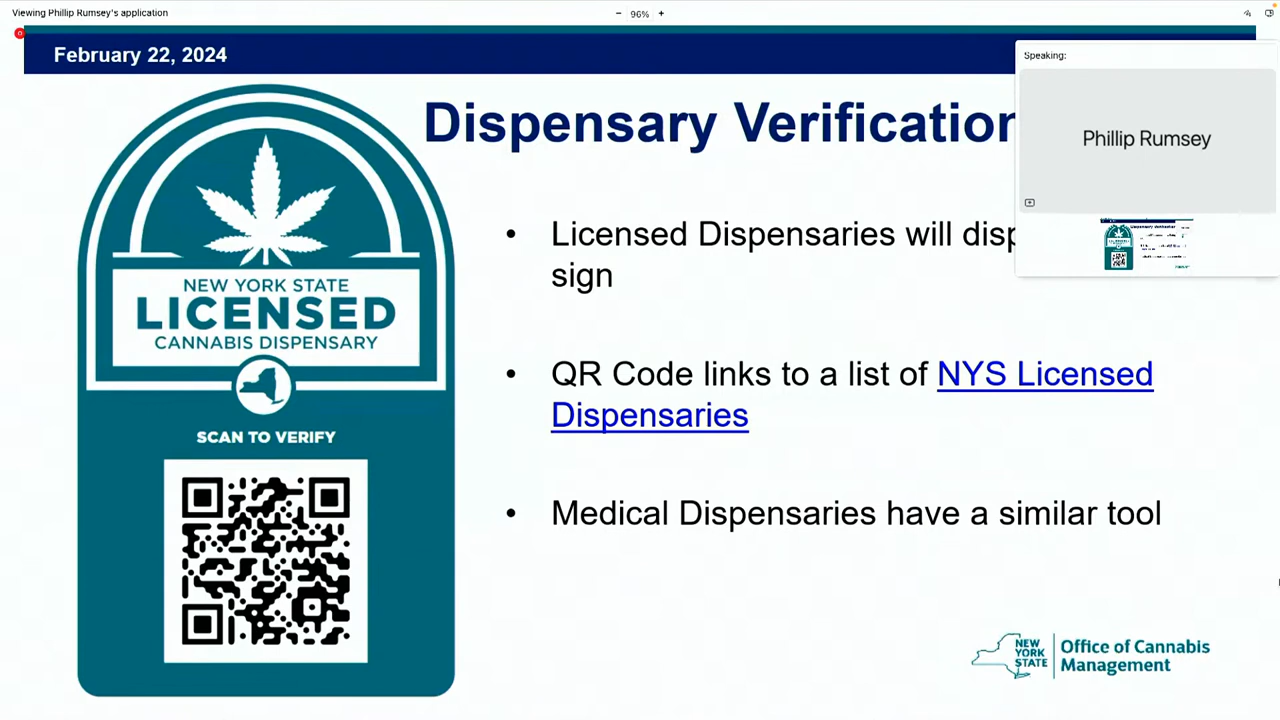 Viewing Phillip Rumsey's application
− 96% +
February 22, 2024
Speaking:
Phillip Rumsey
Dispensary Verification
NEW YORK STATE
LICENSED
CANNABIS DISPENSARY
SCAN TO VERIFY
• Licensed Dispensaries will disp
sign
• QR Code links to a list of NYS Licensed
Dispensaries
• Medical Dispensaries have a similar tool
NEW
YORK
STATE
Office of Cannabis
Management